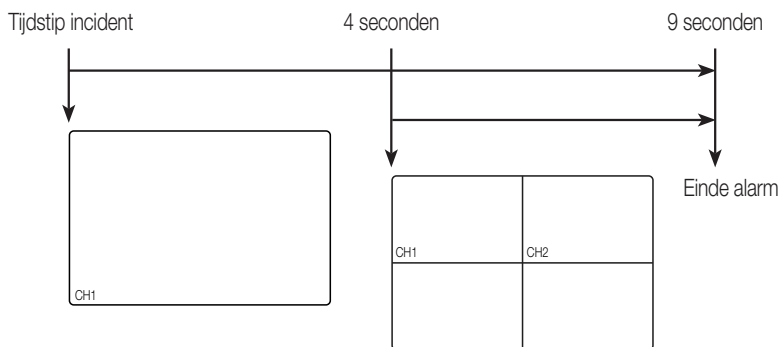 Tijdstip incident
4 seconden
9 seconden
Einde alarm
CH1
CH2
CH1